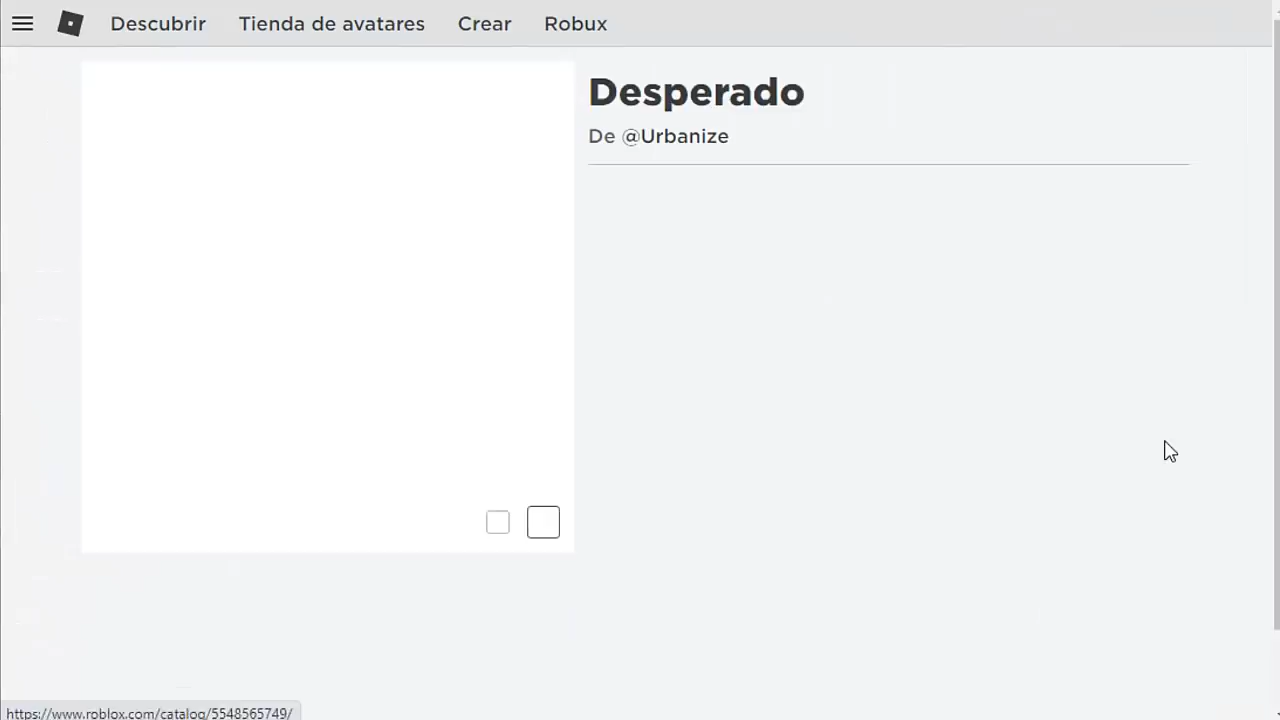 Descubrir Tienda de avatares Crear Robux
Desperado
De @Urbanize
https://www.roblox.com/catalog/5548565749/